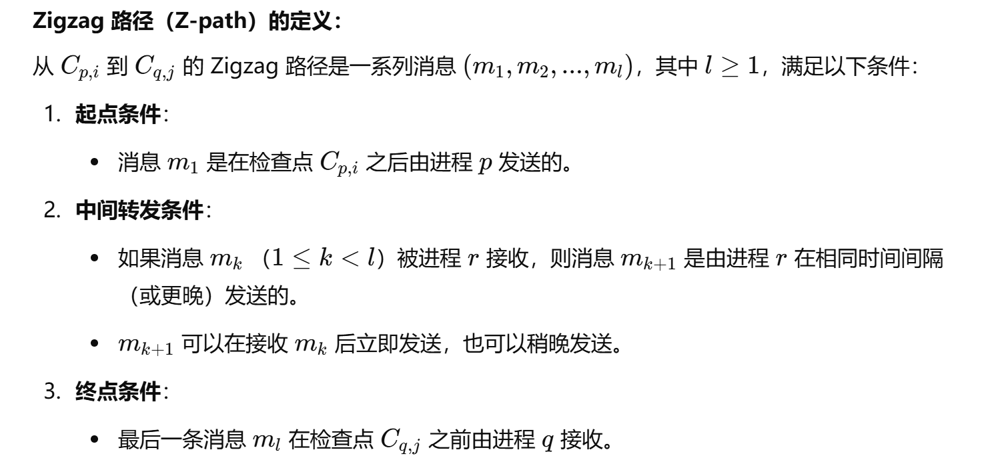 Zigzag 路径（Z-path）的定义：
从 $C_{p,i}$ 到 $C_{q,j}$ 的 Zigzag 路径是一系列消息 $(m_1, m_2, ..., m_l)$，其中 $l \geq 1$，满足以下条件：
1. 起点条件：
• 消息 $m_1$ 是在检查点 $C_{p,i}$ 之后由进程 $p$ 发送的。
2. 中间转发条件：
• 如果消息 $m_k$ （$1 \leq k < l$）被进程 $r$ 接收，则消息 $m_{k+1}$ 是由进程 $r$ 在相同时间间隔
（或更晚）发送的。
• $m_{k+1}$ 可以在接收 $m_k$ 后立即发送，也可以稍晚发送。
3. 终点条件：
• 最后一条消息 $m_l$ 在检查点 $C_{q,j}$ 之前由进程 $q$ 接收。